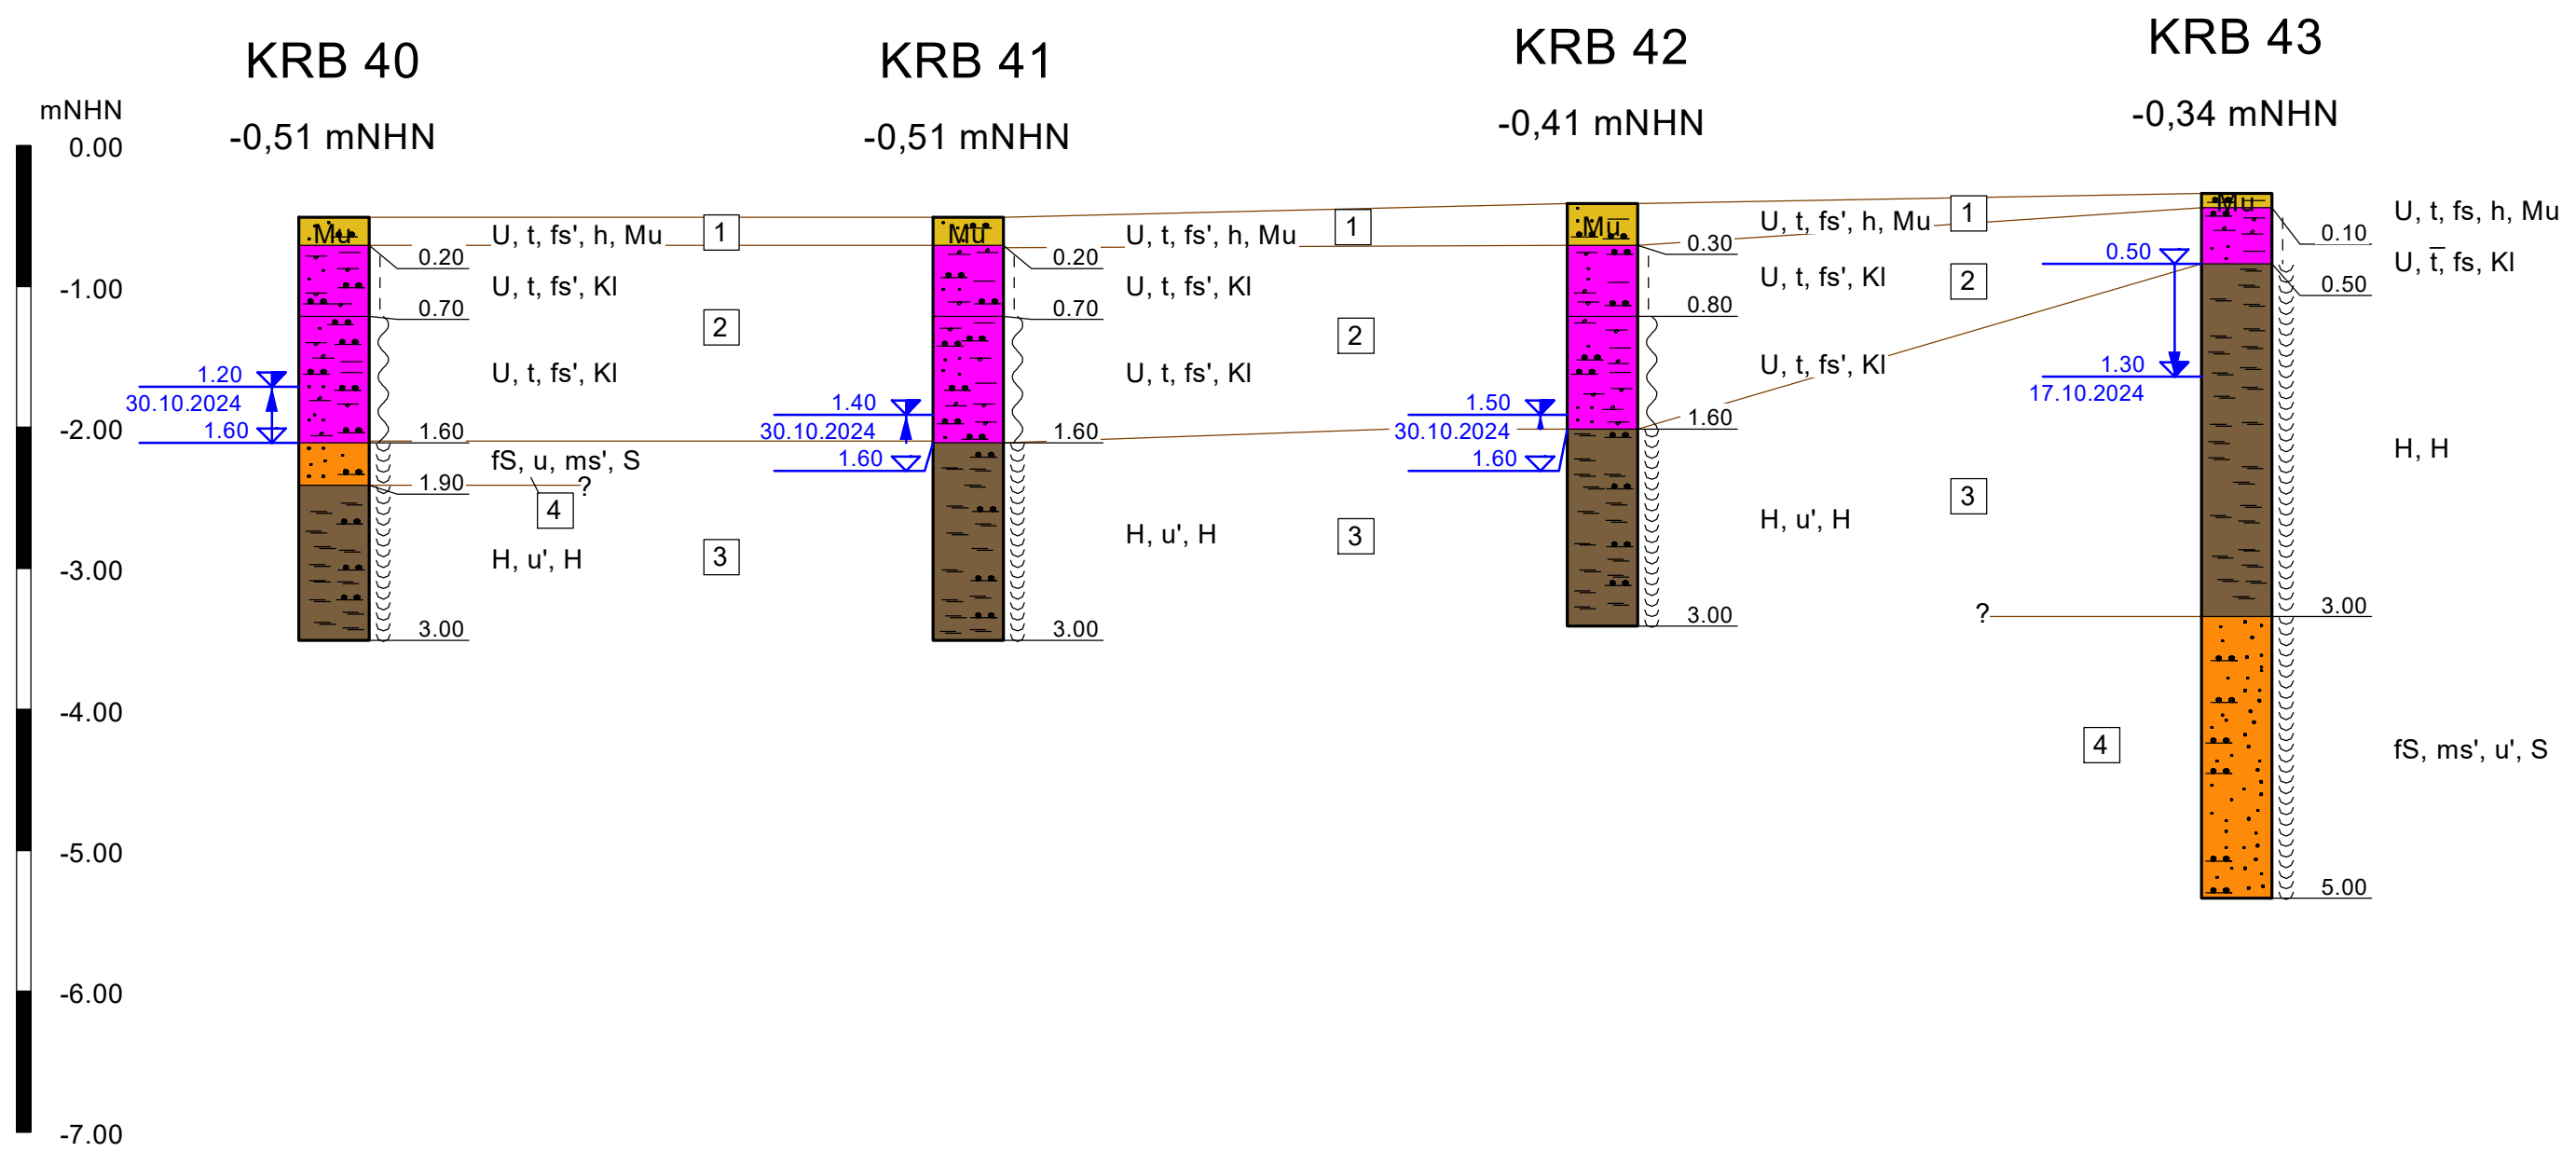 KRB 40
-0,51 mNHN
KRB 41
-0,51 mNHN
KRB 42
-0,41 mNHN
KRB 43
-0,34 mNHN
mNHN
0.00
-1.00
-2.00
-3.00
-4.00
-5.00
-6.00
-7.00
Mu
0.20
0.70
1.60
1.90
3.00
1.20
30.10.2024
1.60
U, t, fs', h, Mu
U, t, fs', Kl
U, t, fs', Kl
fS, u, ms', S
?
4
H, u', H
1
2
3
Mu
0.20
0.70
1.60
3.00
1.40
30.10.2024
1.60
U, t, fs', h, Mu
U, t, fs', Kl
U, t, fs', Kl
H, u', H
1
2
3
Mu
0.30
0.80
1.60
3.00
1.50
30.10.2024
1.60
U, t, fs', h, Mu
U, t, fs', Kl
U, t, fs', Kl
H, u', H
1
2
3
?
4
Mu
0.10
0.50
3.00
5.00
0.50
1.30
17.10.2024
U, t, fs, h, Mu
U, t̅, fs, Kl
H, H
fS, ms', u', S